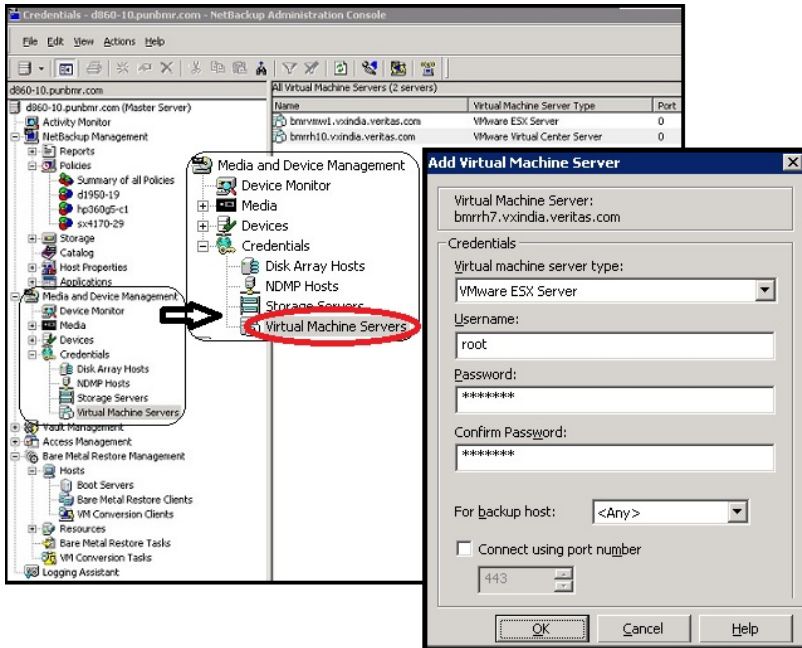 Credentials - d860-10.punbmr.com - NetBackup Administration Console
File Edit View Actions Help
d860-10.punbmr.com
d860-10.punbmr.com (Master Server)
Activity Monitor
NetBackup Management
Reports
Policies
Summary of all Policies
d1950-19
hp360g5-c1
sx4170-29
Storage
Catalog
Host Properties
Applications
Media and Device Management
Device Monitor
Media
Devices
Credentials
Disk Array Hosts
NDMP Hosts
Storage Servers
Virtual Machine Servers
Vault Management
Access Management
Bare Metal Restore Management
Hosts
Boot Servers
Bare Metal Restore Clients
VM Conversion Clients
Resources
Bare Metal Restore Tasks
VM Conversion Tasks
Logging Assistant
All Virtual Machine Servers (2 servers)
Name Virtual Machine Server Type Port
bmrvmw1.vxindia.veritas.com VMware ESX Server 0
bmrrh10.vxindia.veritas.com VMware Virtual Center Server 0
Media and Device Management
Device Monitor
Media
Devices
Credentials
Disk Array Hosts
NDMP Hosts
Storage Servers
Virtual Machine Servers
Add Virtual Machine Server
Virtual Machine Server:
bmrrh7.vxindia.veritas.com
Credentials
Virtual machine server type:
VMware ESX Server
Username:
root
Password:
*******
Confirm Password:
*******
For backup host: <Any>
Connect using port number
443
OK Cancel Help